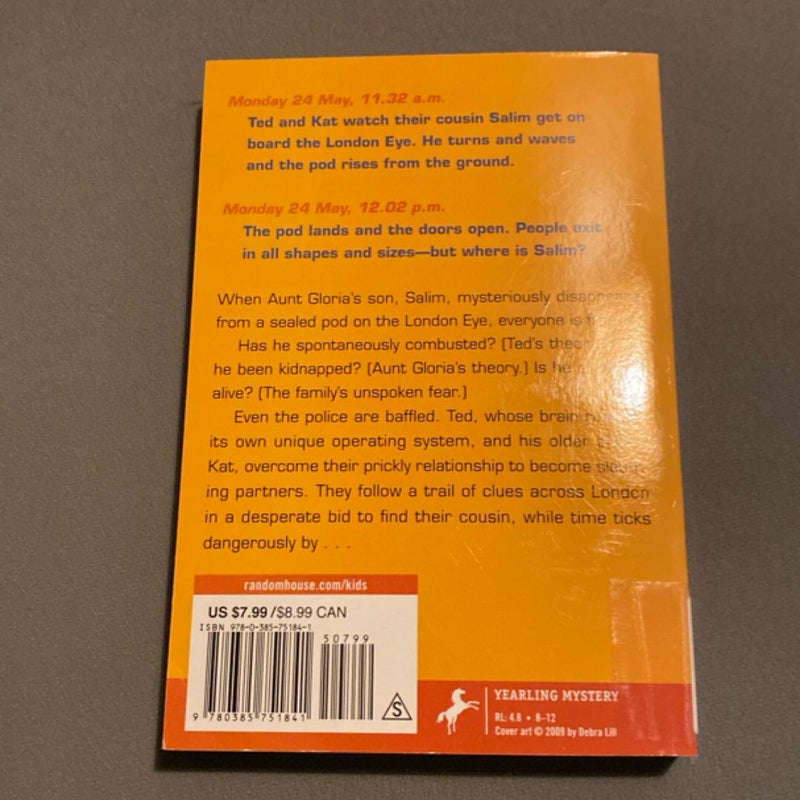 Monday 24 May, 11.32 a.m.
Ted and Kat watch their cousin Salim get on
board the London Eye. He turns and waves
and the pod rises from the ground.
Monday 24 May, 12.02 p.m.
The pod lands and the doors open. People exit
in all shapes and sizes—but where is Salim?
When Aunt Gloria's son, Salim, mysteriously disappears
from a sealed pod on the London Eye, everyone is
Has he spontaneously combusted? (Ted's
he been kidnapped? (Aunt Gloria's theory.) Is he
alive? (The family's unspoken fear.)
Even the police are baffled. Ted, whose brain
its own unique operating system, and his older
Kat, overcome their prickly relationship to become sleuth-
ing partners. They follow a trail of clues across London
in a desperate bid to find their cousin, while time ticks
dangerously by . . .
randomhouse.com/kids
US $7.99 /$8.99 CAN
ISBN 978-0-385-75184-1
50799
9 780385 751841
S
YEARLING MYSTERY
RL: 4.8 • 8–12
Cover art © 2009 by Debra Lill